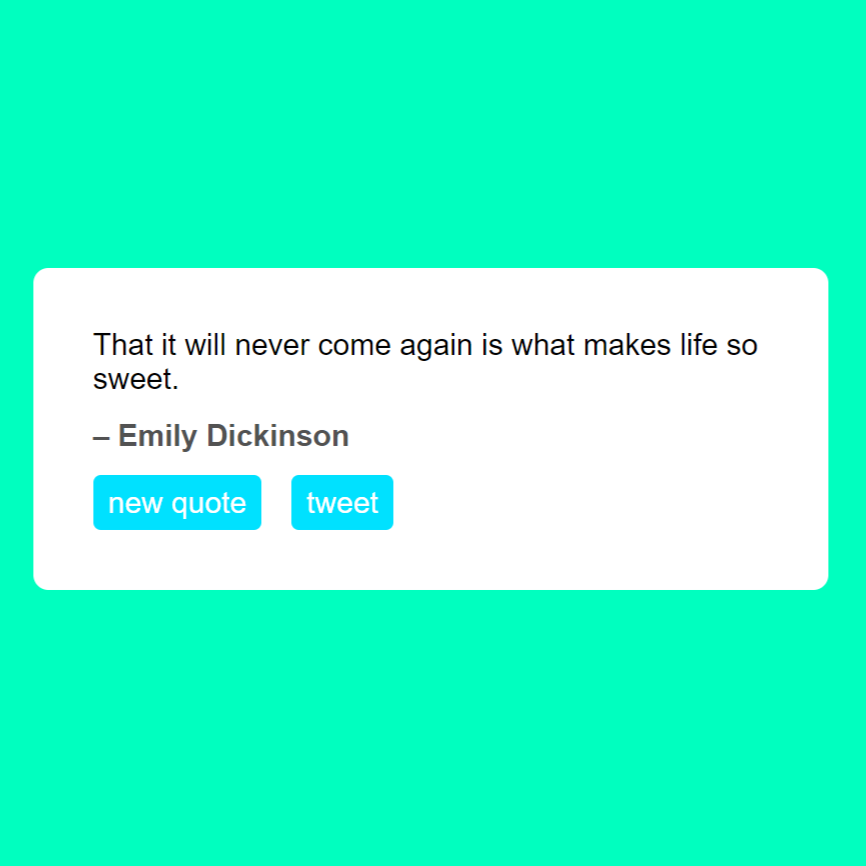 That it will never come again is what makes life so
sweet.
– Emily Dickinson
new quote tweet